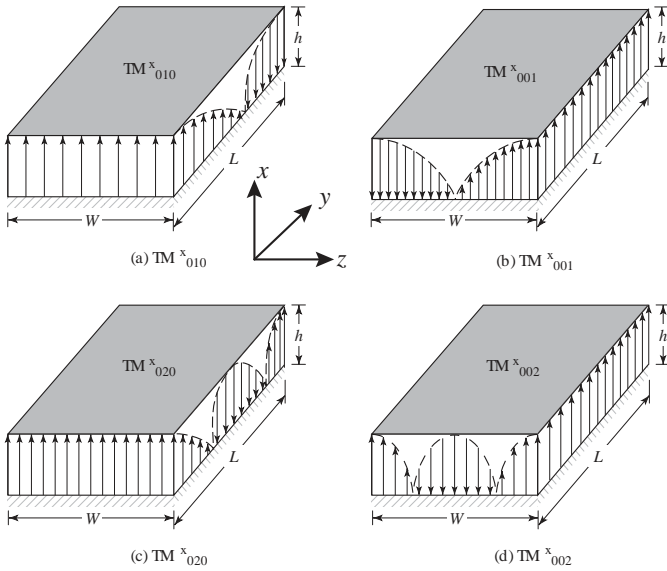 TM x 010
h
L
W
(a) TM x 010
TM x 001
h
L
W
(b) TM x 001
x
y
z
TM x 020
h
L
W
(c) TM x 020
TM x 002
h
L
W
(d) TM x 002